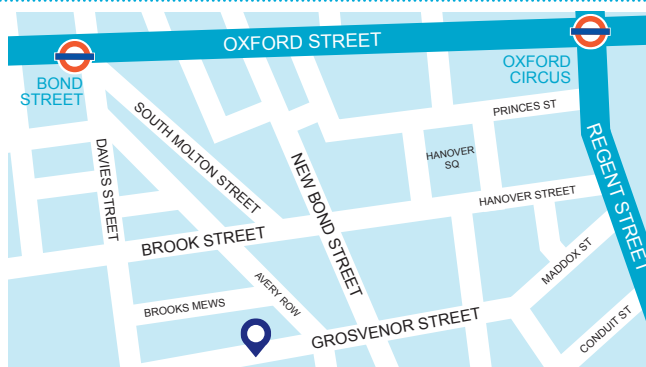 OXFORD STREET
BOND
STREET
OXFORD
CIRCUS
PRINCES ST
SOUTH MOLTON STREET
REGENT STREET
DAVIES STREET
HANOVER
SQ
NEW BOND STREET
HANOVER STREET
BROOK STREET
MADDOX ST
AVERY ROW
BROOKS MEWS
GROSVENOR STREET
CONDUIT ST